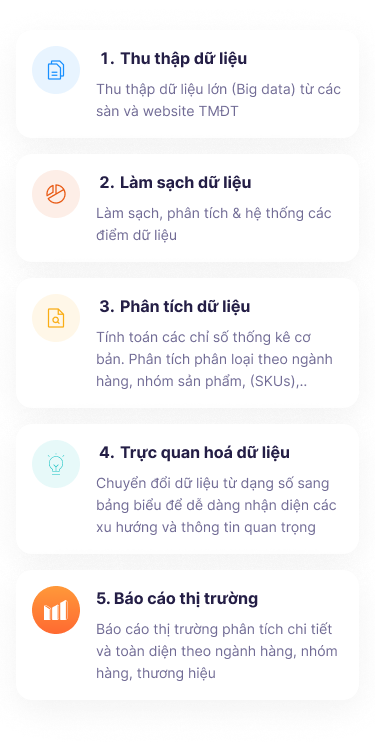 1. Thu thập dữ liệu
Thu thập dữ liệu lớn (Big data) từ các
sàn và website TMĐT
2. Làm sạch dữ liệu
Làm sạch, phân tích & hệ thống các
điểm dữ liệu
3. Phân tích dữ liệu
Tính toán các chỉ số thống kê cơ
bản. Phân tích phân loại theo ngành
hàng, nhóm sản phẩm, (SKUs),..
4. Trực quan hoá dữ liệu
Chuyển đổi dữ liệu từ dạng số sang
bảng biểu để dễ dàng nhận diện các
xu hướng và thông tin quan trọng
5. Báo cáo thị trường
Báo cáo thị trường phân tích chi tiết
và toàn diện theo ngành hàng, nhóm
hàng, thương hiệu